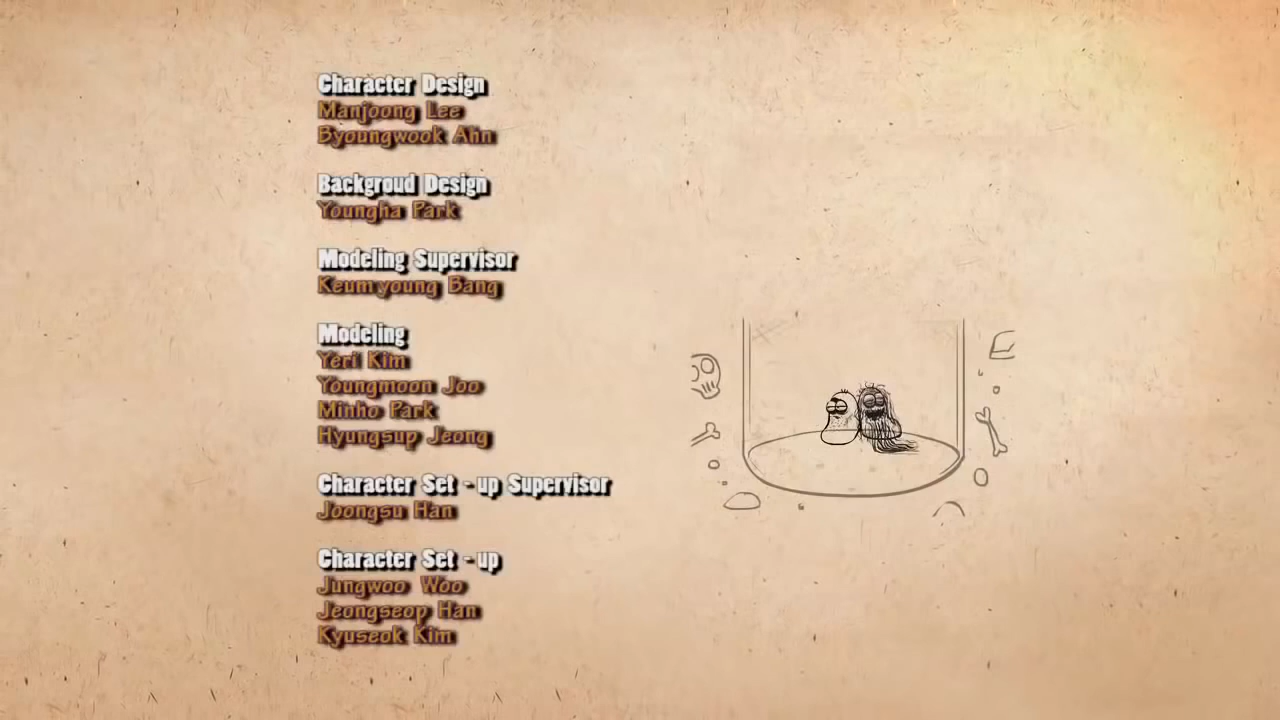 Character Design
Manjoong Lee
Byoungwook Ahn
Backgroud Design
Youngha Park
Modeling Supervisor
Keumyoung Bang
Modeling
Yeri Kim
Youngmoon Joo
Minho Park
Hyungsup Jeong
Character Set - up Supervisor
Joongsu Han
Character Set - up
Jungwoo Woo
Jeongseop Han
Kyuseok Kim